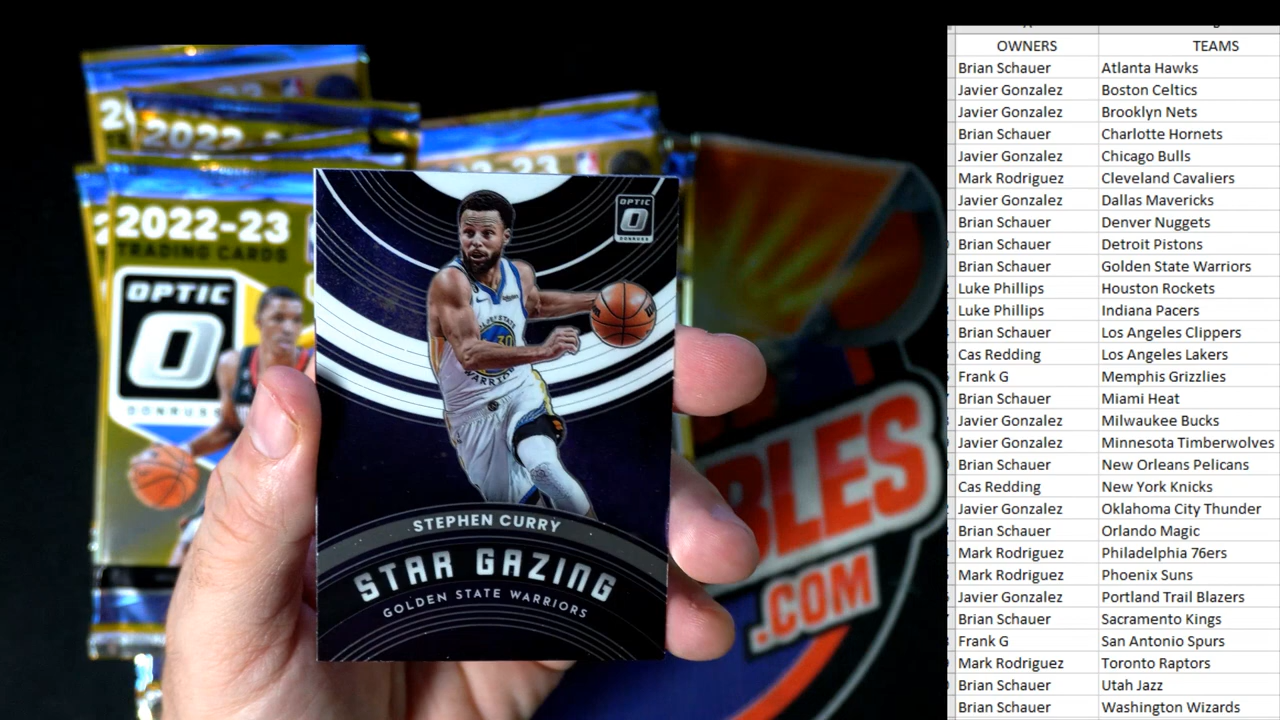 2022-
2022-23
TRADING CARDS
OPTIC
O
DONRUSS
OPTIC
O
DONRUSS
30
WARRIORS
STEPHEN CURRY
STAR GAZING
GOLDEN STATE WARRIORS
BLES
.COM
OWNERS TEAMS
Brian Schauer Atlanta Hawks
Javier Gonzalez Boston Celtics
Javier Gonzalez Brooklyn Nets
Brian Schauer Charlotte Hornets
Javier Gonzalez Chicago Bulls
Mark Rodriguez Cleveland Cavaliers
Javier Gonzalez Dallas Mavericks
Brian Schauer Denver Nuggets
Brian Schauer Detroit Pistons
Brian Schauer Golden State Warriors
Luke Phillips Houston Rockets
Luke Phillips Indiana Pacers
Brian Schauer Los Angeles Clippers
Cas Redding Los Angeles Lakers
Frank G Memphis Grizzlies
Brian Schauer Miami Heat
Javier Gonzalez Milwaukee Bucks
Javier Gonzalez Minnesota Timberwolves
Brian Schauer New Orleans Pelicans
Cas Redding New York Knicks
Javier Gonzalez Oklahoma City Thunder
Brian Schauer Orlando Magic
Mark Rodriguez Philadelphia 76ers
Mark Rodriguez Phoenix Suns
Javier Gonzalez Portland Trail Blazers
Brian Schauer Sacramento Kings
Frank G San Antonio Spurs
Mark Rodriguez Toronto Raptors
Brian Schauer Utah Jazz
Brian Schauer Washington Wizards